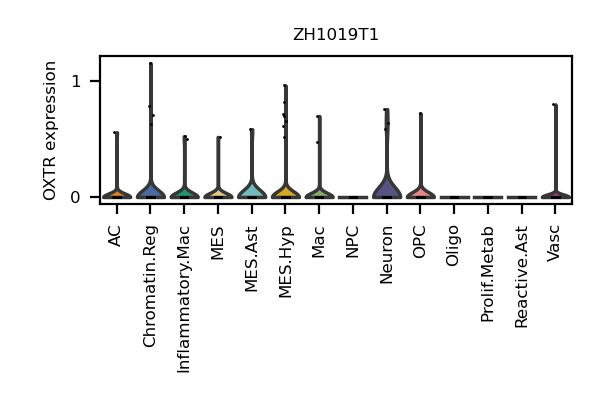 ZH1019T1
OXTR expression
1
0
AC
Chromatin.Reg
Inflammatory.Mac
MES
MES.Ast
MES.Hyp
Mac
NPC
Neuron
OPC
Oligo
Prolif.Metab
Reactive.Ast
Vasc